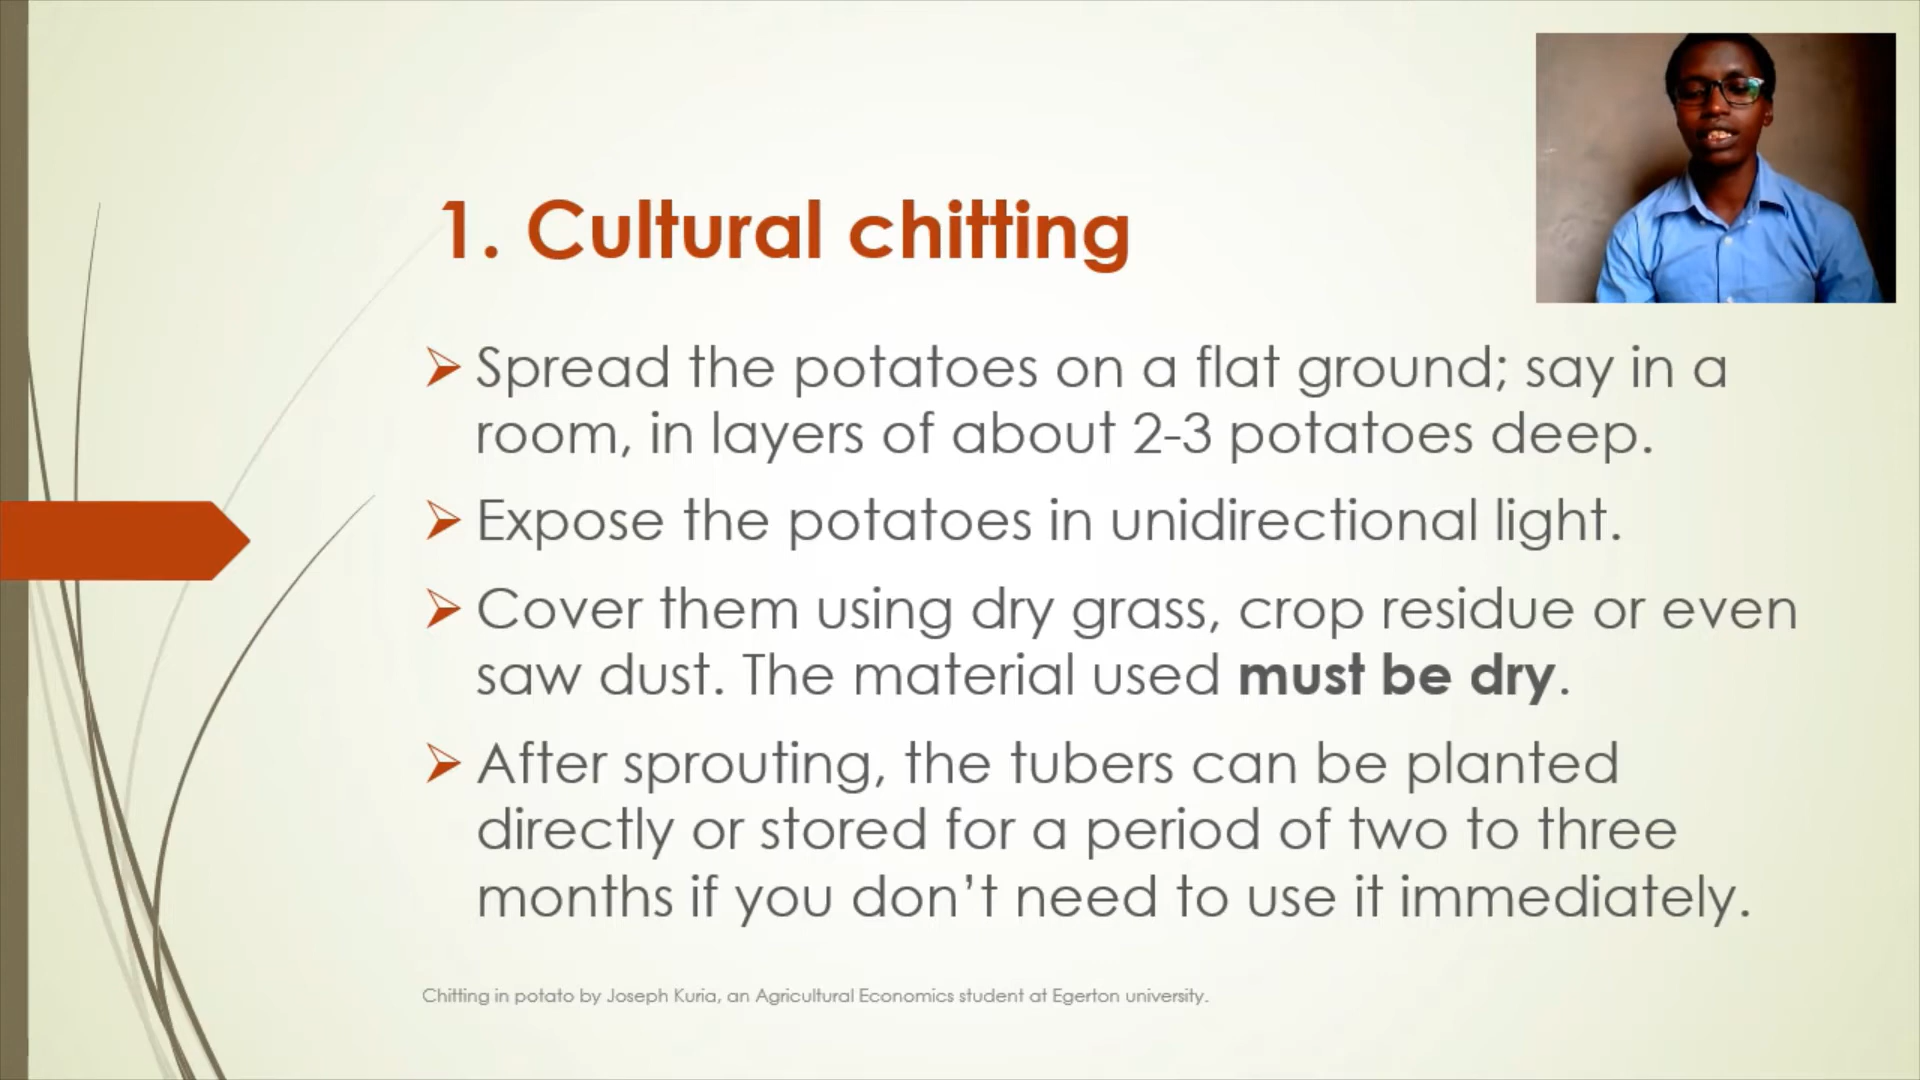 1. Cultural chitting
Spread the potatoes on a flat ground; say in a
room, in layers of about 2-3 potatoes deep.
Expose the potatoes in unidirectional light.
Cover them using dry grass, crop residue or even
saw dust. The material used must be dry.
After sprouting, the tubers can be planted
directly or stored for a period of two to three
months if you don’t need to use it immediately.
Chitting in potato by Joseph Kuria, an Agricultural Economics student at Egerton university.